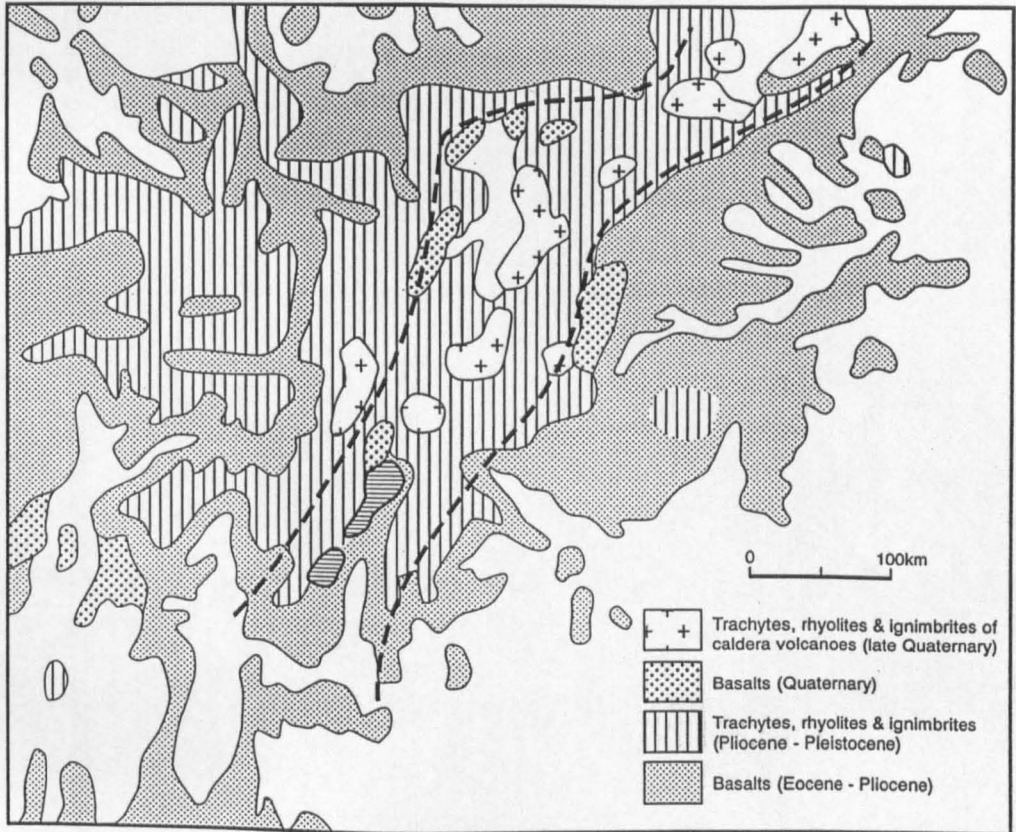 0 100km
Trachytes, rhyolites & ignimbrites of
caldera volcanoes (late Quaternary)
Basalts (Quaternary)
Trachytes, rhyolites & ignimbrites
(Pliocene - Pleistocene)
Basalts (Eocene - Pliocene)